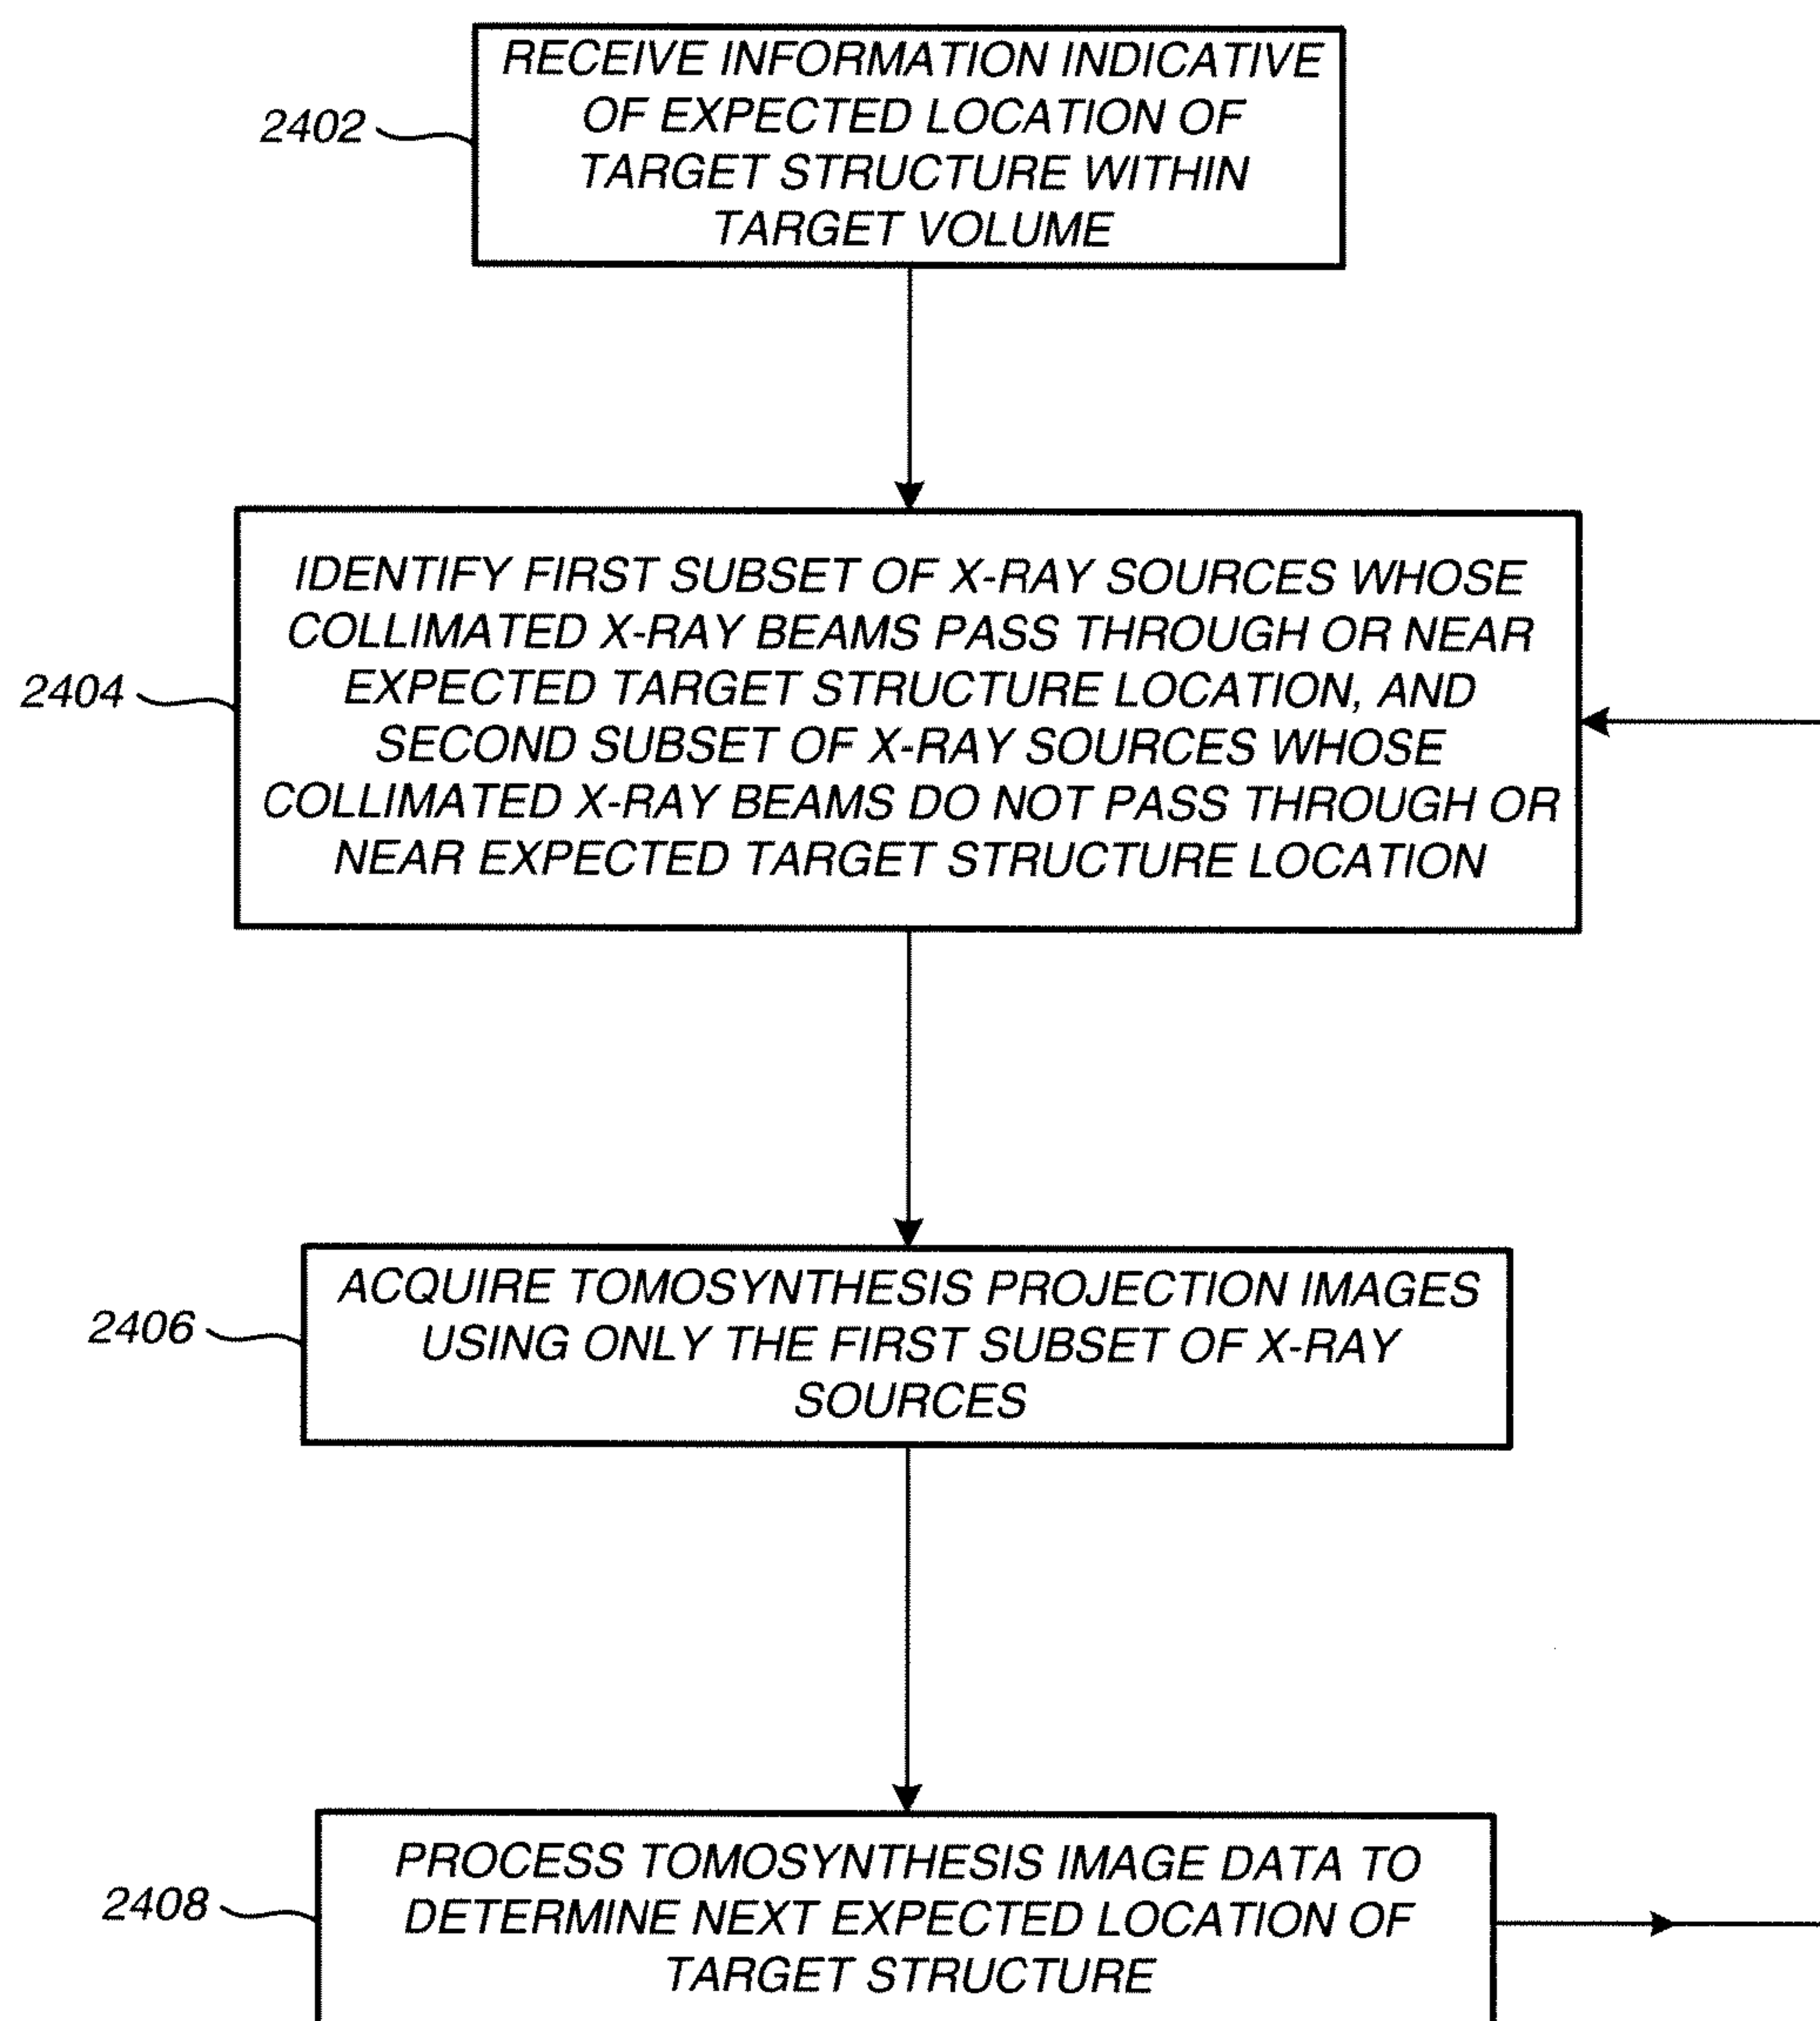 RECEIVE INFORMATION INDICATIVE
OF EXPECTED LOCATION OF
TARGET STRUCTURE WITHIN
TARGET VOLUME
2402
IDENTIFY FIRST SUBSET OF X-RAY SOURCES WHOSE
COLLIMATED X-RAY BEAMS PASS THROUGH OR NEAR
EXPECTED TARGET STRUCTURE LOCATION, AND
SECOND SUBSET OF X-RAY SOURCES WHOSE
COLLIMATED X-RAY BEAMS DO NOT PASS THROUGH OR
NEAR EXPECTED TARGET STRUCTURE LOCATION
2404
ACQUIRE TOMOSYNTHESIS PROJECTION IMAGES
USING ONLY THE FIRST SUBSET OF X-RAY
SOURCES
2406
PROCESS TOMOSYNTHESIS IMAGE DATA TO
DETERMINE NEXT EXPECTED LOCATION OF
TARGET STRUCTURE
2408